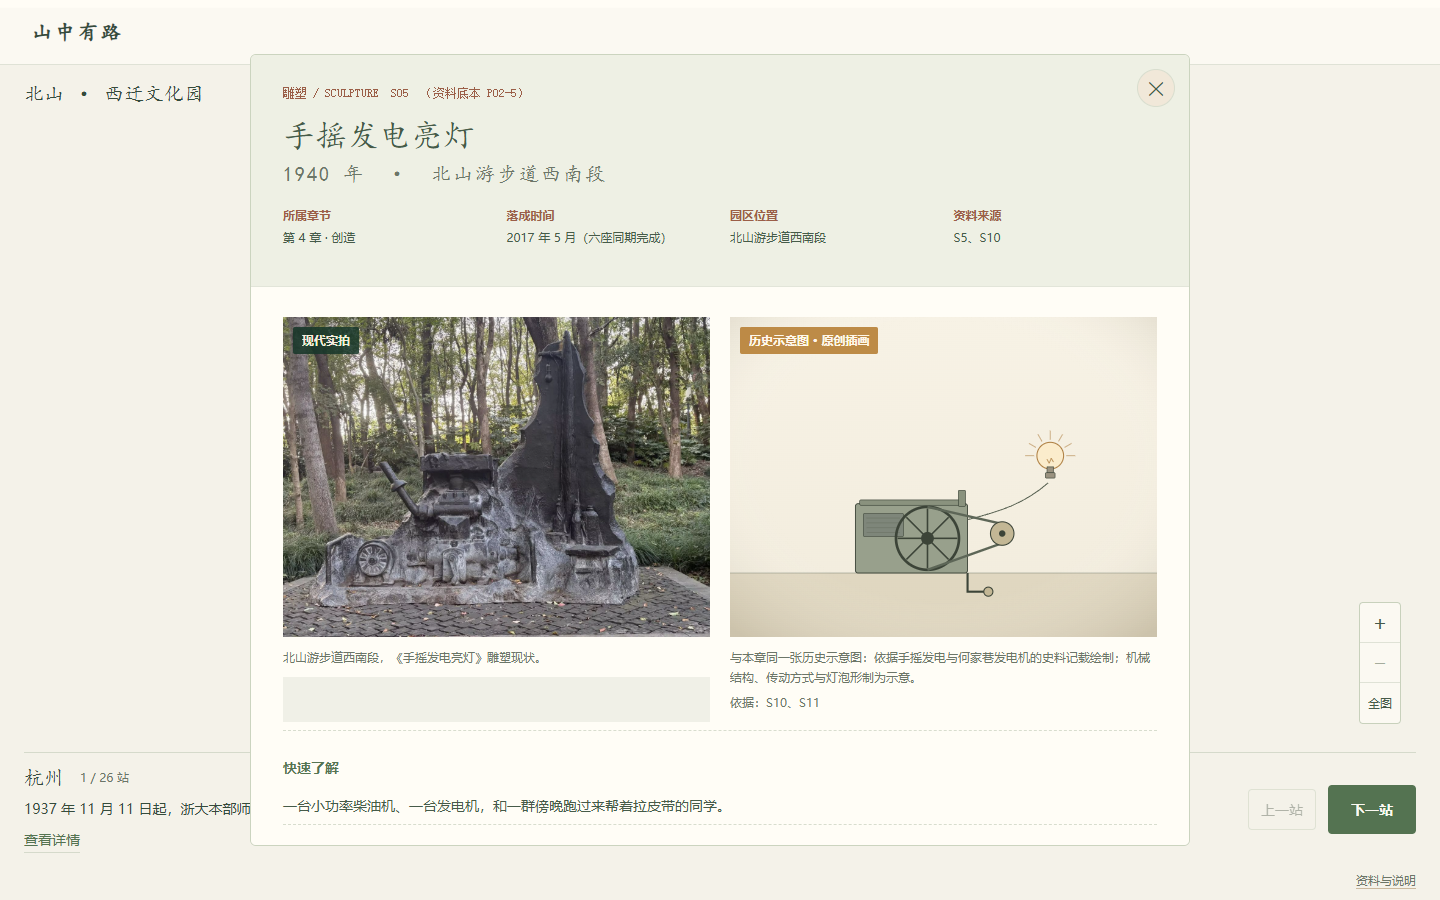 山中有路
北山 • 西迁文化园
雕塑 / SCULPTURE S05 （资料底本 P02-5）
手摇发电亮灯
1940 年 • 北山游步道西南段
所属章节
第 4 章 · 创造
落成时间
2017 年 5 月（六座同期完成）
园区位置
北山游步道西南段
资料来源
S5、S10
现代实拍
历史示意图 • 原创插画
北山游步道西南段，《手摇发电亮灯》雕塑现状。
与本章同一张历史示意图：依据手摇发电与何家巷发电机的史料记载绘制；机械
结构、传动方式与灯泡形制为示意。
依据：S10、S11
快速了解
一台小功率柴油机、一台发电机，和一群傍晚跑过来帮着拉皮带的同学。
+
−
全图
杭州 1 / 26 站
1937 年 11 月 11 日起，浙大本部师
查看详情
上一站
下一站
资料与说明